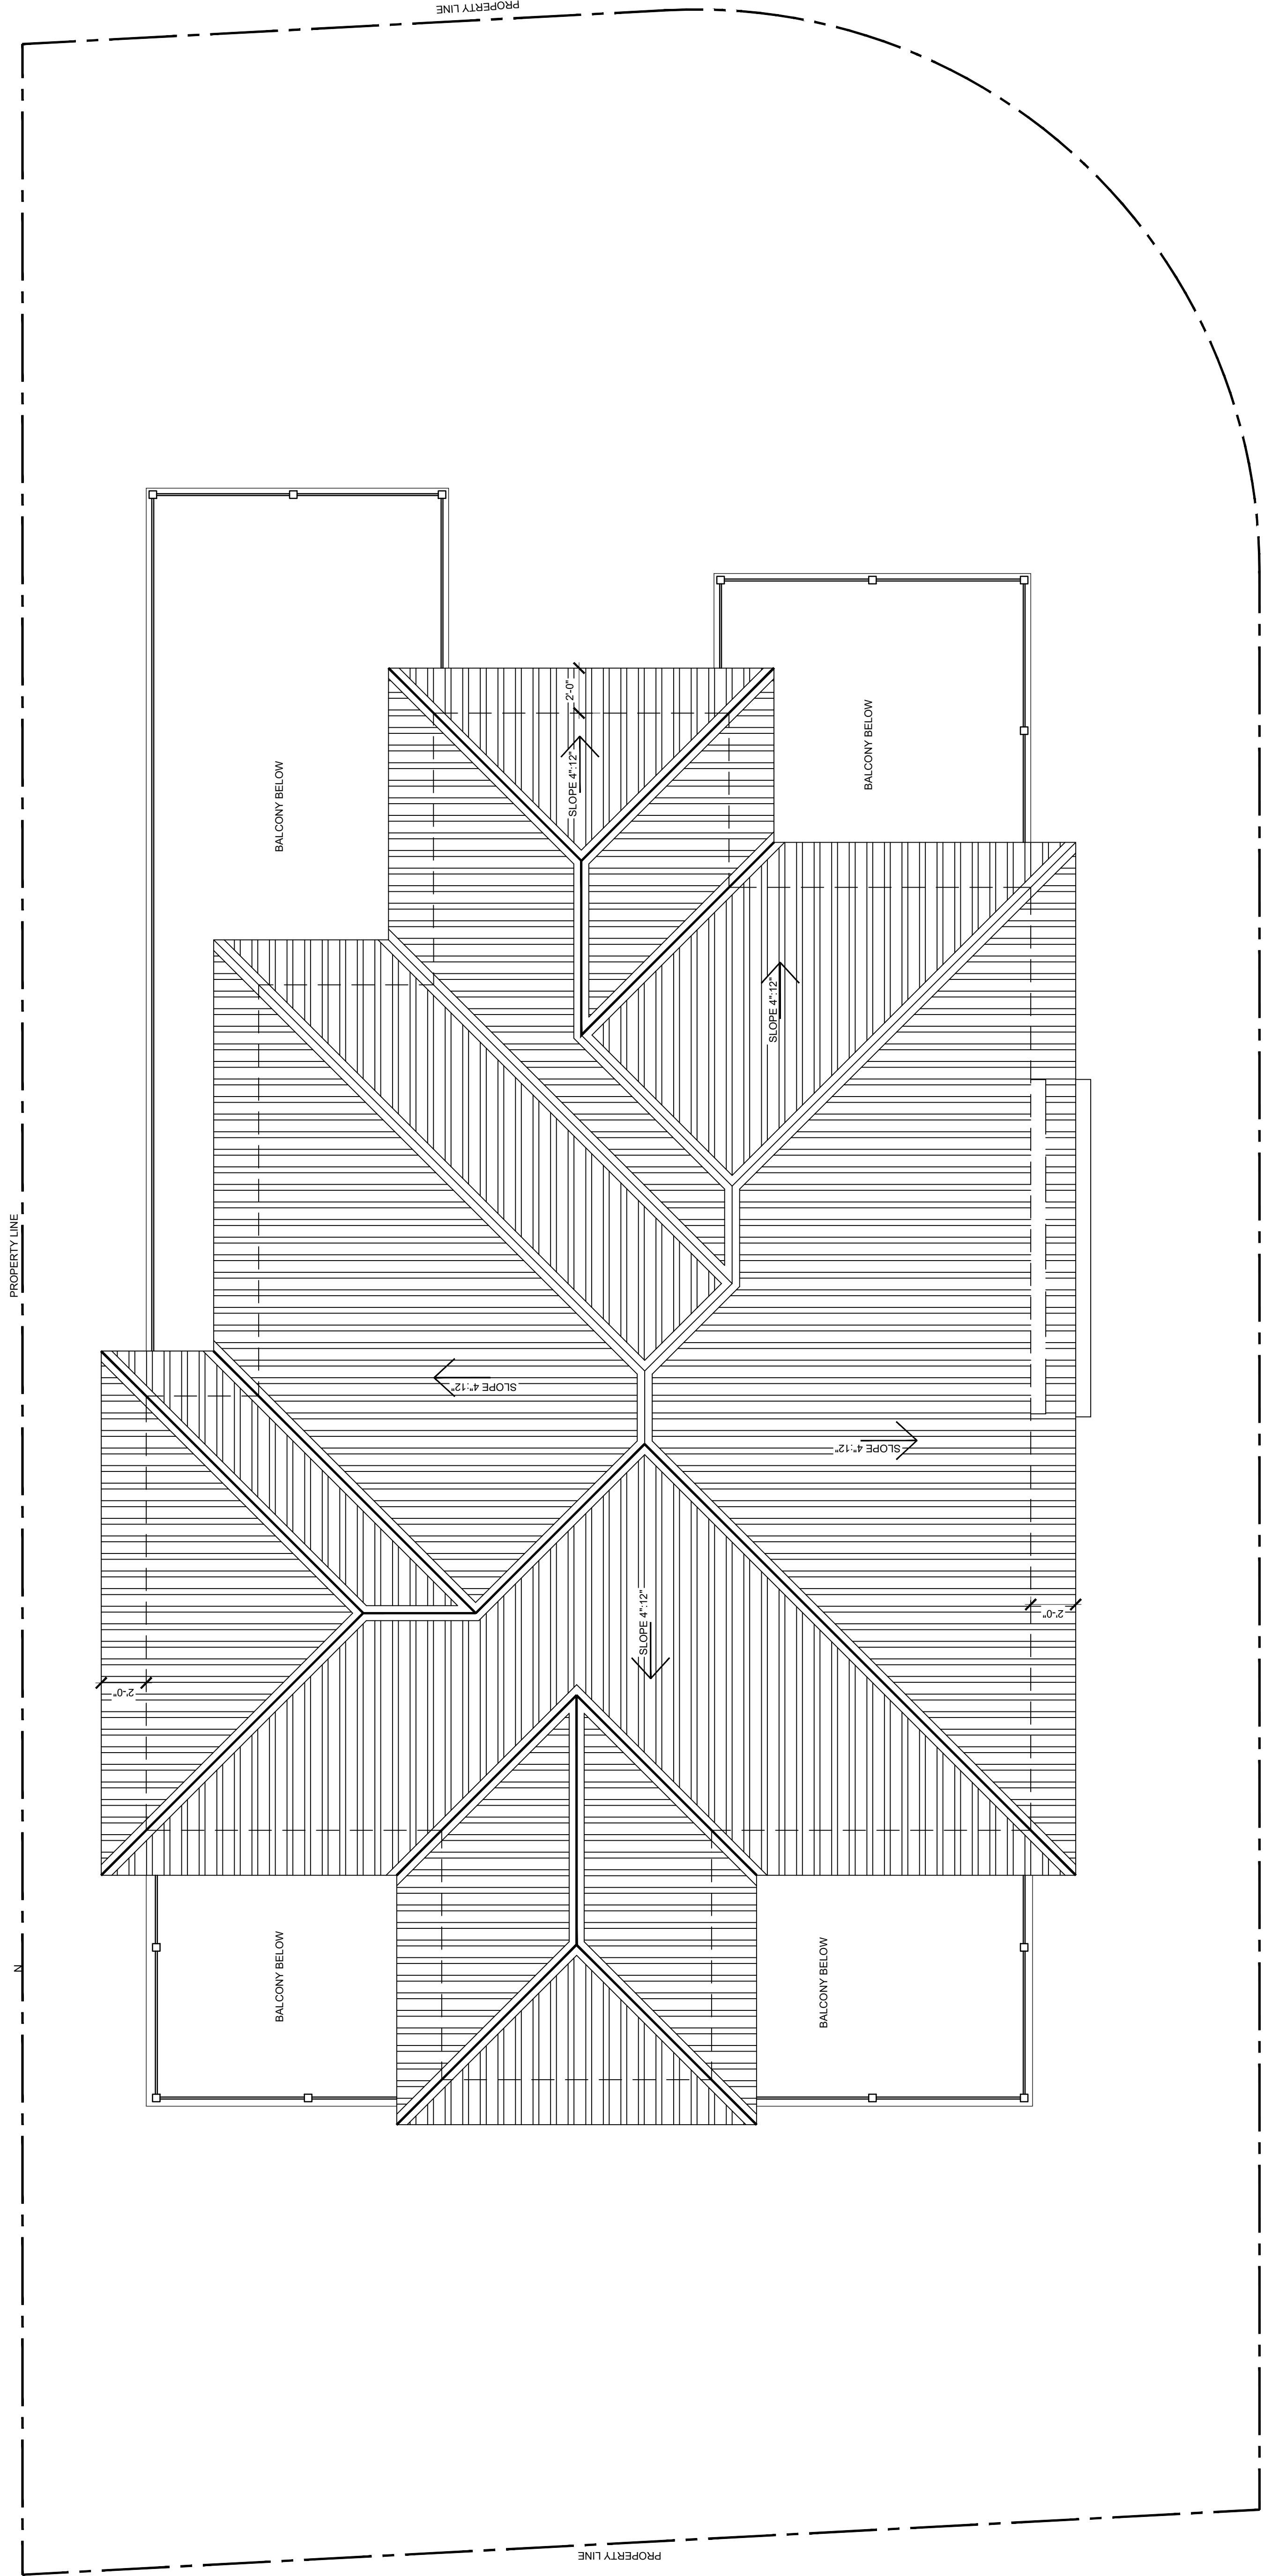 PROPERTY LINE
2'-0"
SLOPE 4":12"
BALCONY BELOW
BALCONY BELOW
SLOPE 4":12"
PROPERTY LINE
SLOPE 4":12"
SLOPE 4":12"
SLOPE 4":12"
2'-0"
2'-0"
N
BALCONY BELOW
BALCONY BELOW
PROPERTY LINE